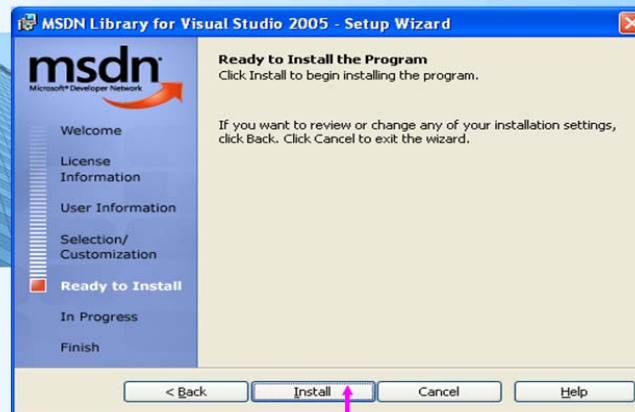 MSDN Library for Visual Studio 2005 - Setup Wizard
msdn
Microsoft® Developer Network
Welcome
License
Information
User Information
Selection/
Customization
Ready to Install
In Progress
Finish
Ready to Install the Program
Click Install to begin installing the program.
If you want to review or change any of your installation settings,
click Back. Click Cancel to exit the wizard.
< Back
Install
Cancel
Help